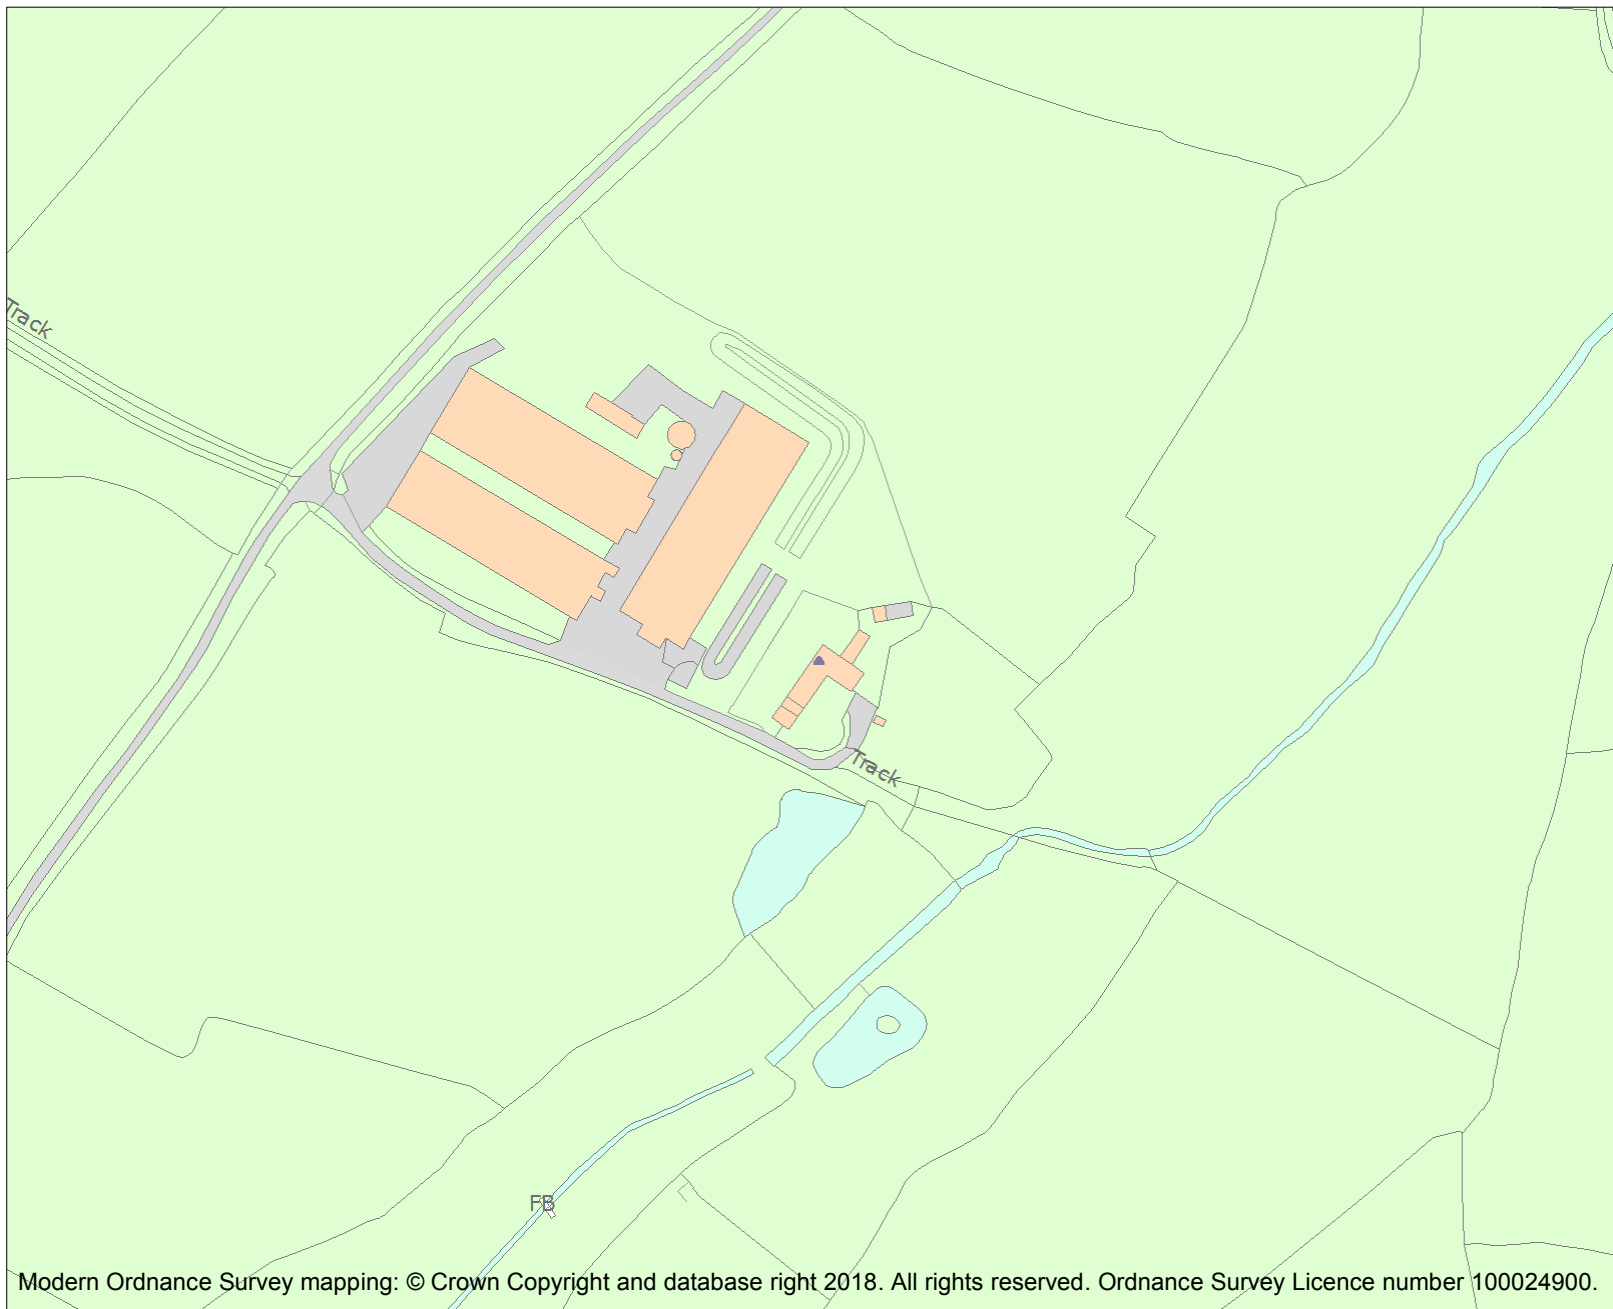 Track
Track
FB
Modern Ordnance Survey mapping: © Crown Copyright and database right 2018. All rights reserved. Ordnance Survey Licence number 100024900.